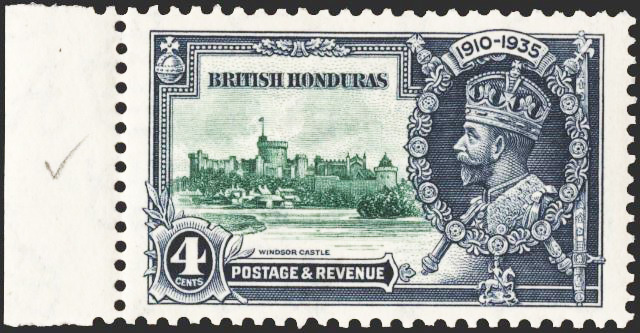 1910-1935
BRITISH HONDURAS
WINDSOR CASTLE
4
CENTS
POSTAGE & REVENUE